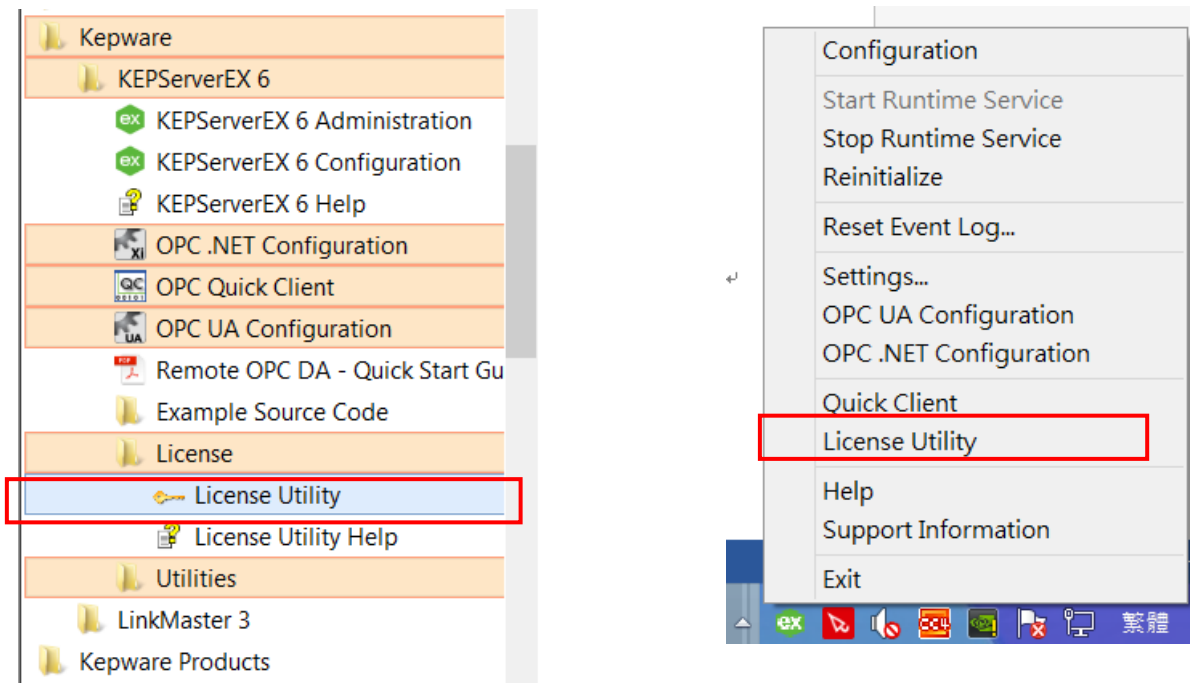 Kepware
KEPServerEX 6
KEPServerEX 6 Administration
KEPServerEX 6 Configuration
KEPServerEX 6 Help
OPC .NET Configuration
OPC Quick Client
OPC UA Configuration
Remote OPC DA - Quick Start Gu
Example Source Code
License
License Utility
License Utility Help
Utilities
LinkMaster 3
Kepware Products
Configuration
Start Runtime Service
Stop Runtime Service
Reinitialize
Reset Event Log...
Settings...
OPC UA Configuration
OPC .NET Configuration
Quick Client
License Utility
Help
Support Information
Exit
繁體